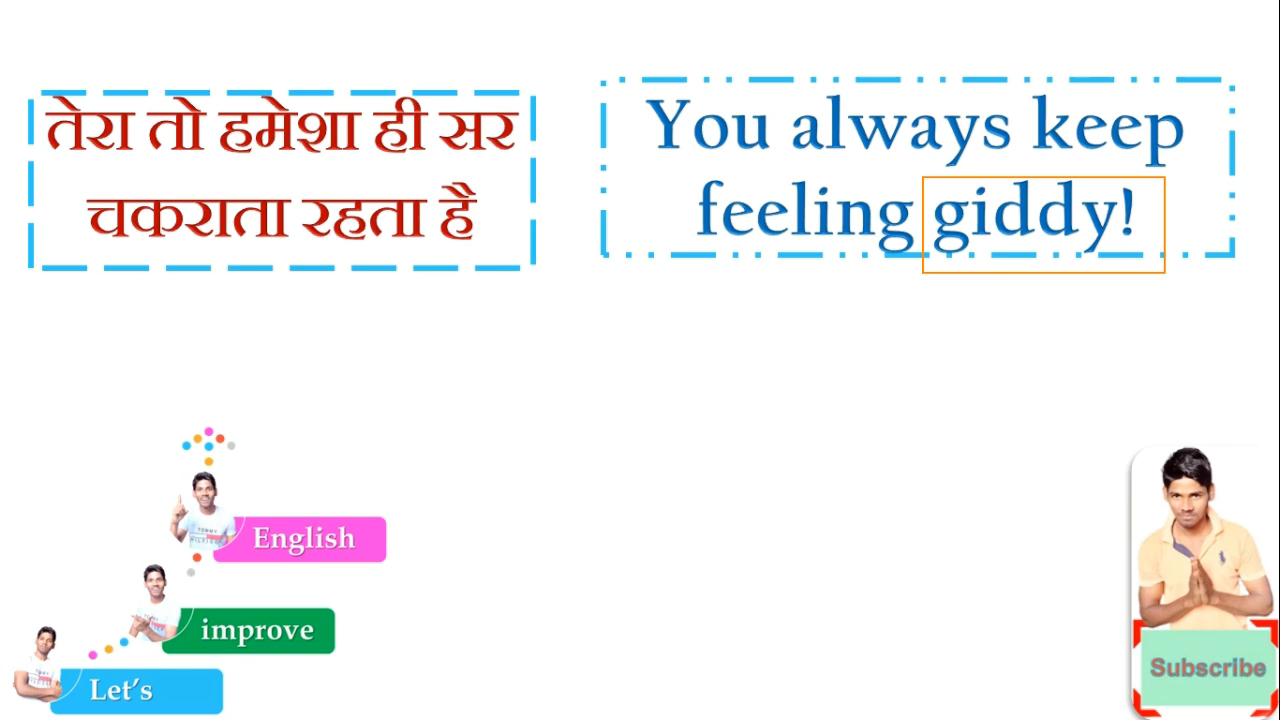 तेरा तो हमेशा ही सर
चकराता रहता है
You always keep
feeling giddy!
English
improve
Let's
Subscribe